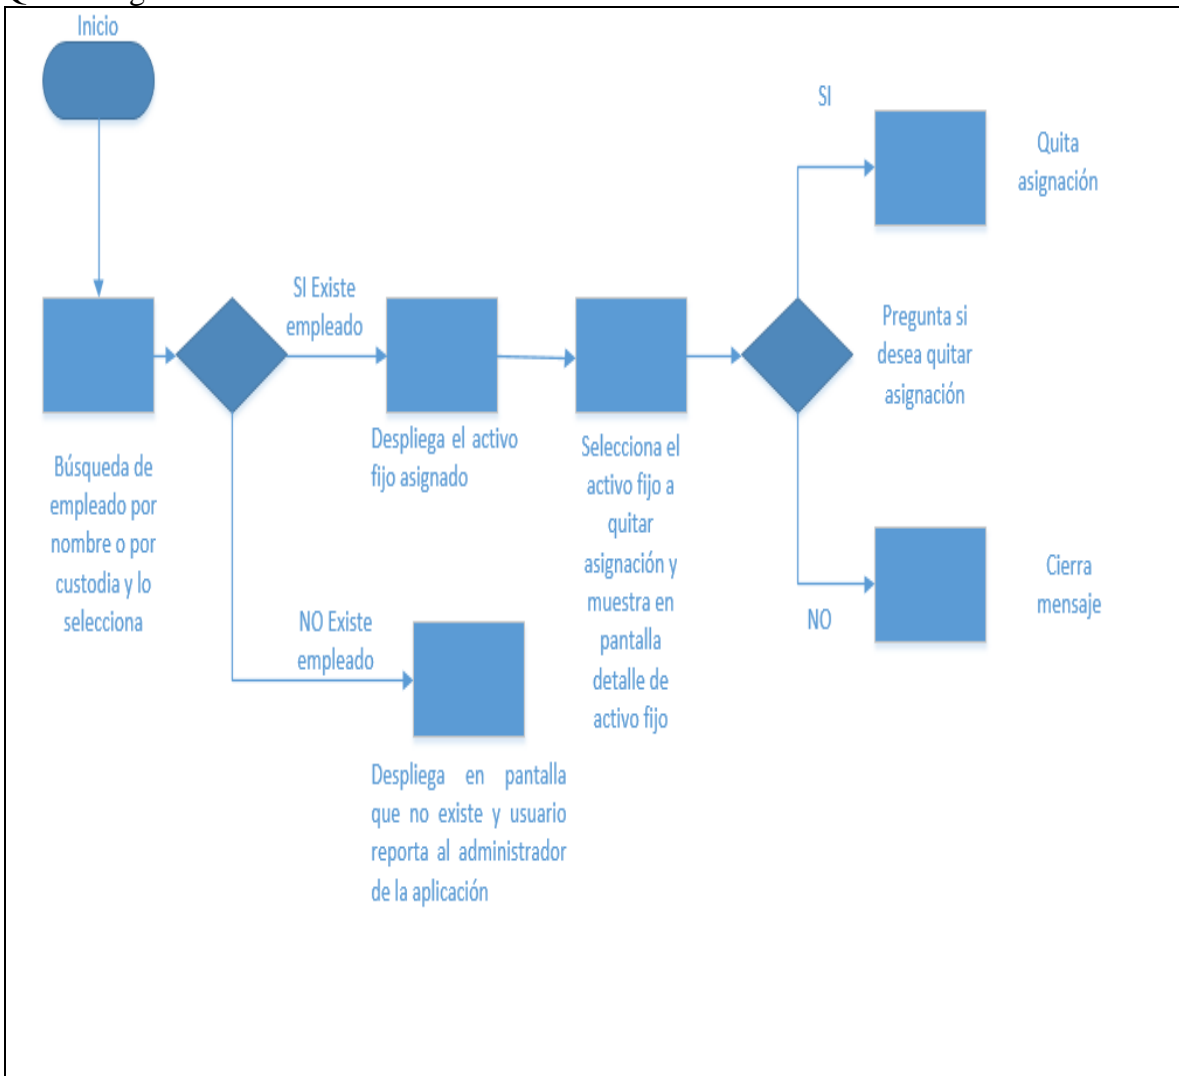 Inicio
SI
Quita
asignación
SI Existe
empleado
Pregunta si
desea quitar
asignación
Despliega el activo
fijo asignado
Selecciona el
activo fijo a
quitar
asignación y
muestra en
pantalla
detalle de
activo fijo
Búsqueda de
empleado por
nombre o por
custodia y lo
selecciona
NO Existe
empleado
NO
Cierra
mensaje
Despliega en pantalla
que no existe y usuario
reporta al administrador
de la aplicación